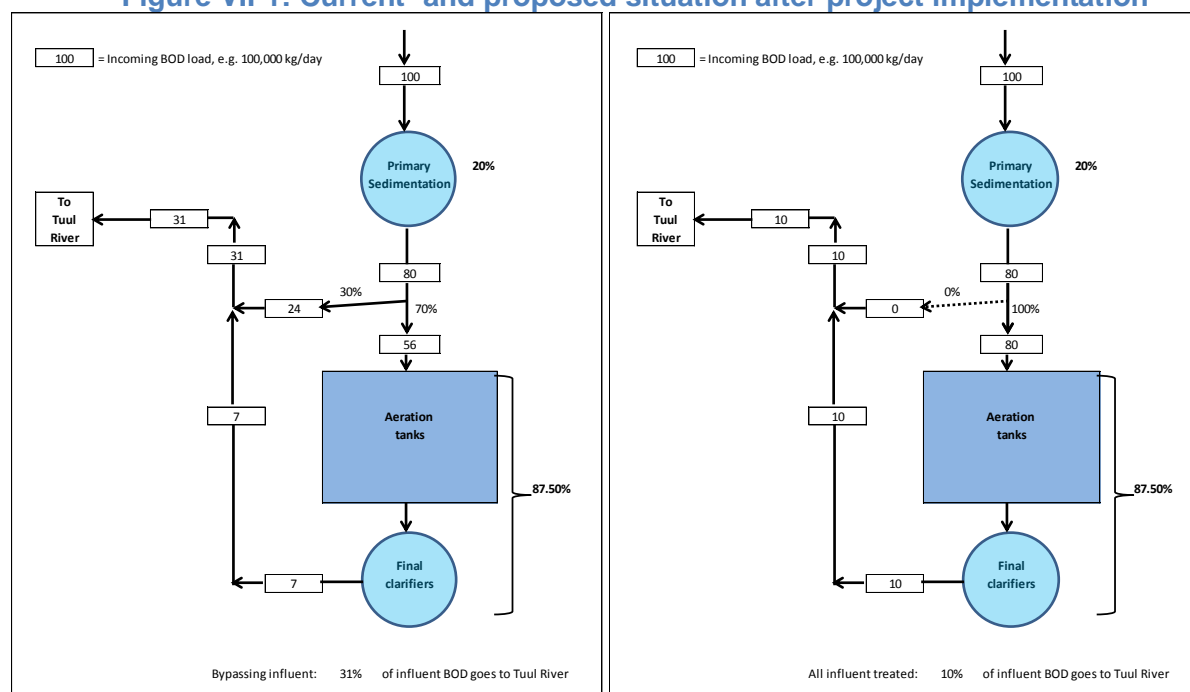 Figure VII-1: Current and proposed situation after project implementation
100 = Incoming BOD load, e.g. 100,000 kg/day
100
Primary
Sedimentation
20%
To
Tuul
River
31
31
80
30%
24
70%
56
Aeration
tanks
7
87.50%
Final
clarifiers
7
Bypassing influent: 31% of influent BOD goes to Tuul River
100 = Incoming BOD load, e.g. 100,000 kg/day
100
Primary
Sedimentation
20%
To
Tuul
River
10
10
80
0%
0
100%
80
Aeration
tanks
10
87.50%
Final
clarifiers
10
All influent treated: 10% of influent BOD goes to Tuul River